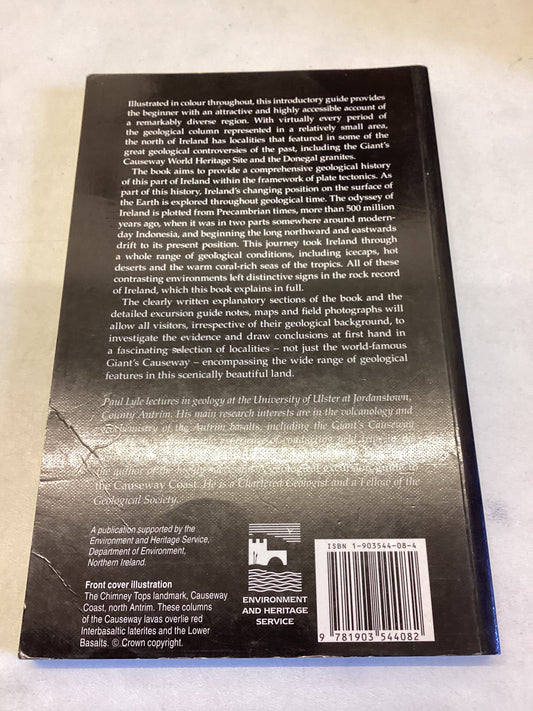 Illustrated in colour throughout, this introductory guide provides
the beginner with an attractive and highly accessible account of
a remarkably diverse region. With virtually every period of
the geological column represented in a relatively small area,
the north of Ireland has localities that featured in some of the
great geological controversies of the past, including the Giant's
Causeway World Heritage Site and the Donegal granites.
The book aims to provide a comprehensive geological history
of this part of Ireland within the framework of plate tectonics. As
part of this history, Ireland's changing position on the surface of
the Earth is explored throughout geological time. The odyssey of
Ireland is plotted from Precambrian times, more than 500 million
years ago, when it was in two parts somewhere around modern-
day Indonesia, and beginning the long northward and eastwards
drift to its present position. This journey took Ireland through
a whole range of geological conditions, including icecaps, hot
deserts and the warm coral-rich seas of the tropics. All of these
contrasting environments left distinctive signs in the rock record
of Ireland, which this book explains in full.
The clearly written explanatory sections of the book and the
detailed excursion guide notes, maps and field photographs will
allow all visitors, irrespective of their geological background, to
investigate the evidence and draw conclusions at first hand in
a fascinating selection of localities – not just the world-famous
Giant's Causeway – encompassing the wide range of geological
features in this scenically beautiful land.
Paul Lyle lectures in geology at the University of Ulster at Jordanstown,
County Antrim. His main research interests are in the volcanology and
geochemistry of the Antrim basalts, including the Giant's Causeway
experience of conducting field trips in the
the author of the geological excursion guide to
the Causeway Coast. He is a Chartered Geologist and a Fellow of the
Geological Society.
A publication supported by the
Environment and Heritage Service,
Department of Environment,
Northern Ireland.
Front cover illustration
The Chimney Tops landmark, Causeway
Coast, north Antrim. These columns
of the Causeway lavas overlie red
Interbasaltic laterites and the Lower
Basalts. © Crown copyright.
ENVIRONMENT
AND HERITAGE
SERVICE
ISBN 1-903544-08-4
9 781903 544082